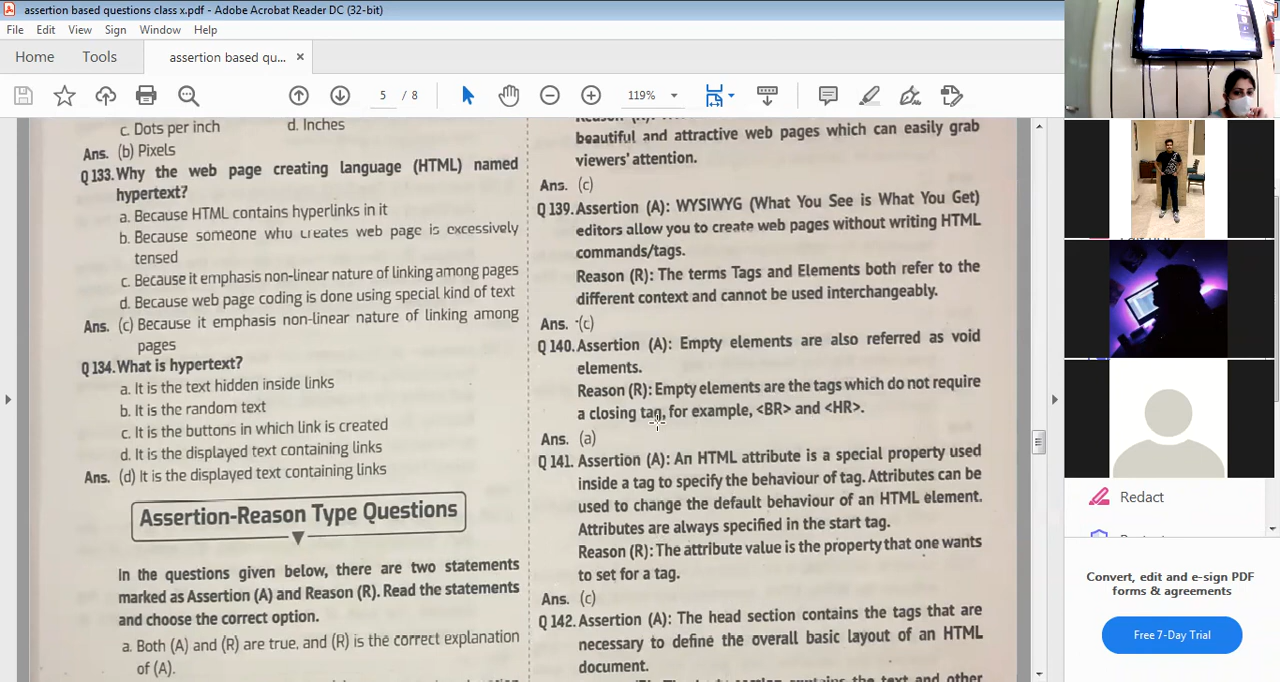 assertion based questions class x.pdf - Adobe Acrobat Reader DC (32-bit)
File Edit View Sign Window Help
Home Tools assertion based qu... ×
5 / 8 119%
c. Dots per inch d. Inches
Ans. (b) Pixels
Q 133. Why the web page creating language (HTML) named
hypertext?
a. Because HTML contains hyperlinks in it
b. Because someone who creates web page is excessively
tensed
c. Because it emphasis non-linear nature of linking among pages
d. Because web page coding is done using special kind of text
Ans. (c) Because it emphasis non-linear nature of linking among
pages
Q 134. What is hypertext?
a. It is the text hidden inside links
b. It is the random text
c. It is the buttons in which link is created
d. It is the displayed text containing links
Ans. (d) It is the displayed text containing links
Assertion-Reason Type Questions
In the questions given below, there are two statements
marked as Assertion (A) and Reason (R). Read the statements
and choose the correct option.
a. Both (A) and (R) are true, and (R) is the correct explanation
of (A).
beautiful and attractive web pages which can easily grab
viewers' attention.
Ans. (c)
Q 139. Assertion (A): WYSIWYG (What You See is What You Get)
editors allow you to create web pages without writing HTML
commands/tags.
Reason (R): The terms Tags and Elements both refer to the
different context and cannot be used interchangeably.
Ans. (c)
Q 140. Assertion (A): Empty elements are also referred as void
elements.
Reason (R): Empty elements are the tags which do not require
a closing tag, for example, <BR> and <HR>.
Ans. (a)
Q 141. Assertion (A): An HTML attribute is a special property used
inside a tag to specify the behaviour of tag. Attributes can be
used to change the default behaviour of an HTML element.
Attributes are always specified in the start tag.
Reason (R): The attribute value is the property that one wants
to set for a tag.
Ans. (c)
Q 142. Assertion (A): The head section contains the tags that are
necessary to define the overall basic layout of an HTML
document.
Redact
Convert, edit and e-sign PDF
forms & agreements
Free 7-Day Trial